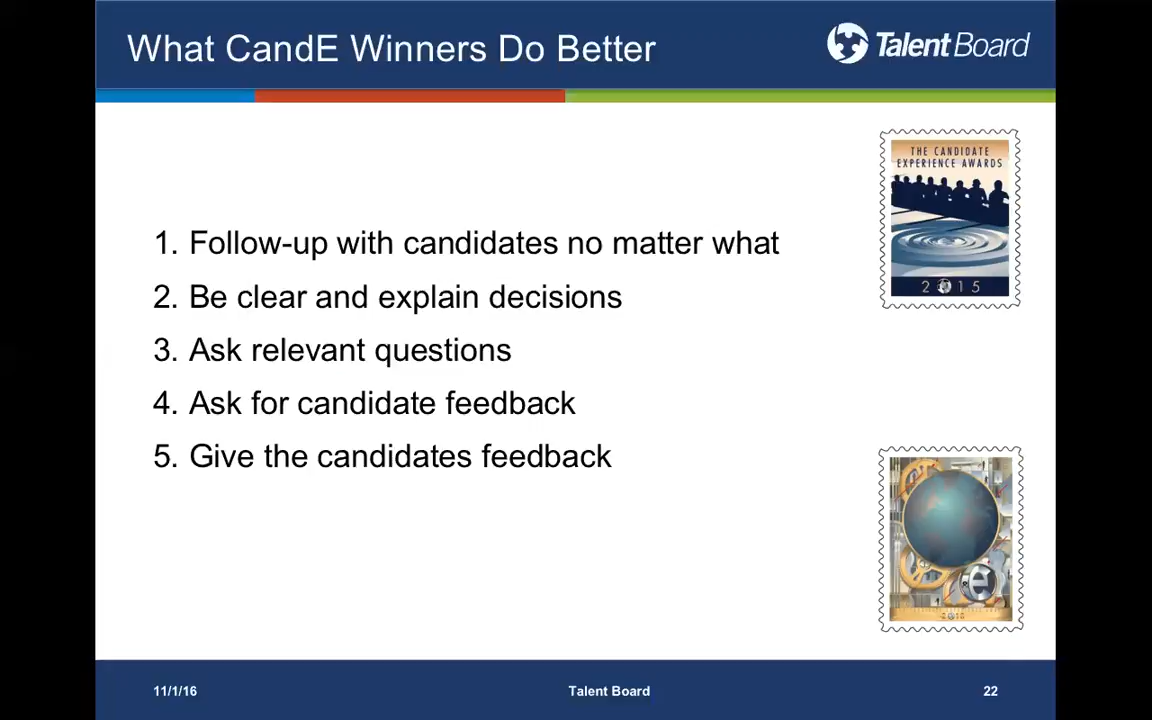 What CandE Winners Do Better
Talent Board
THE CANDIDATE
EXPERIENCE AWARDS
2015
1. Follow-up with candidates no matter what
2. Be clear and explain decisions
3. Ask relevant questions
4. Ask for candidate feedback
5. Give the candidates feedback
11/1/16
Talent Board
22